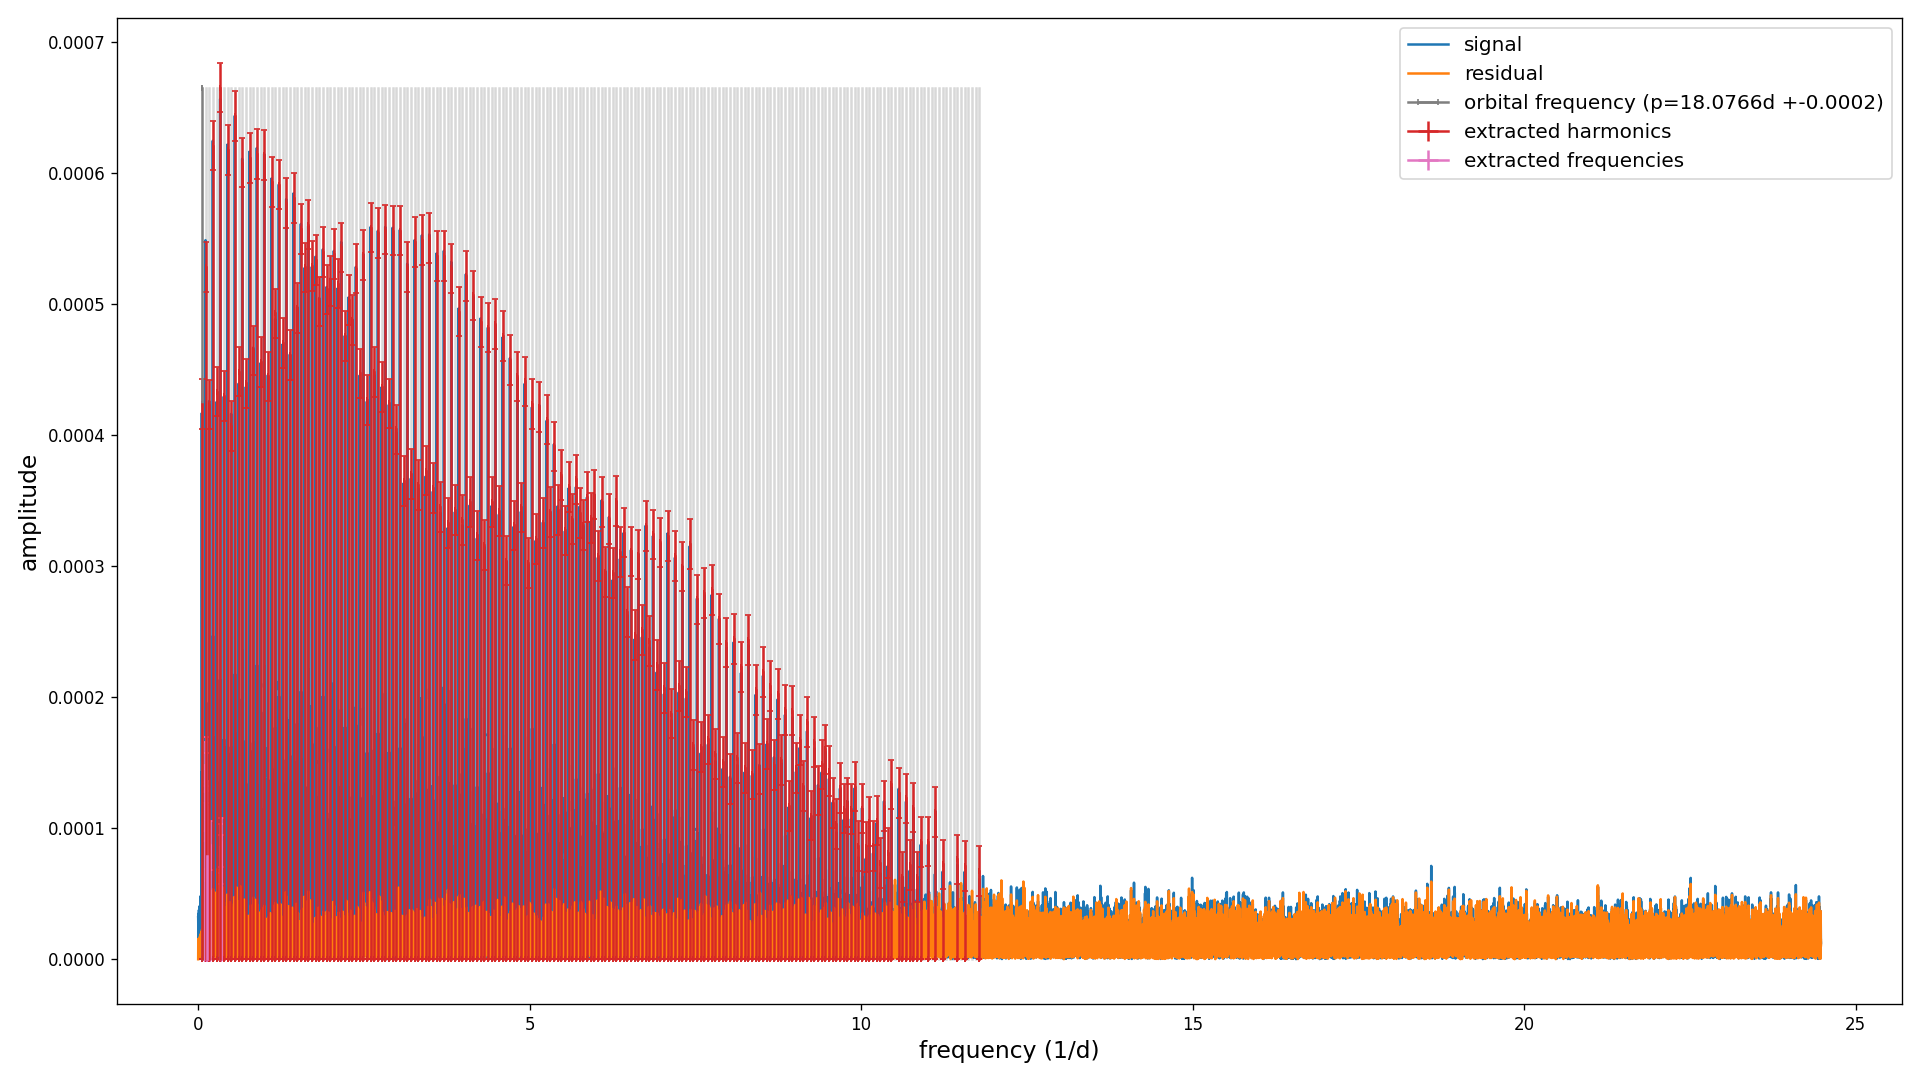 signal
residual
orbital frequency (p=18.0766d +-0.0002)
extracted harmonics
extracted frequencies
0.0007
0.0006
0.0005
0.0004
0.0003
0.0002
0.0001
0.0000
amplitude
0 5 10 15 20 25
frequency (1/d)